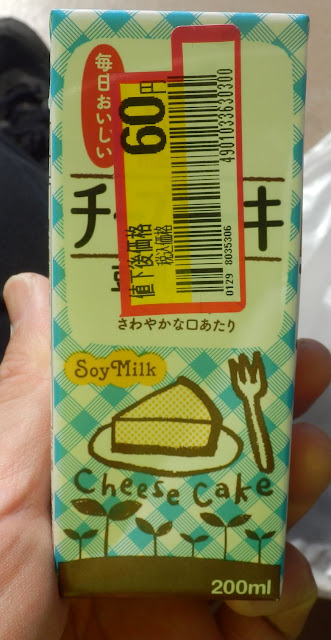 毎日おいしい
60円
値下後価格
税込価格
4901033630300
0129 8035306
チ
キ
さわやかな口あたり
Soy Milk
Cheese Cake
200ml